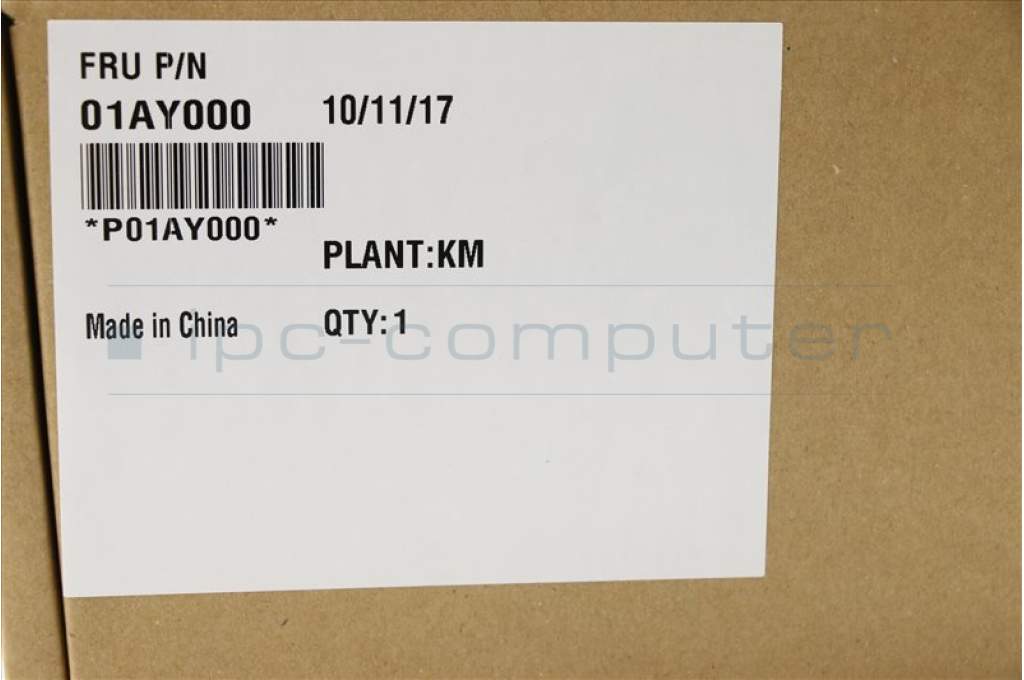 FRU P/N
01AY000
10/11/17
*P01AY000*
PLANT:KM
Made in China
QTY:1
ipc-computer